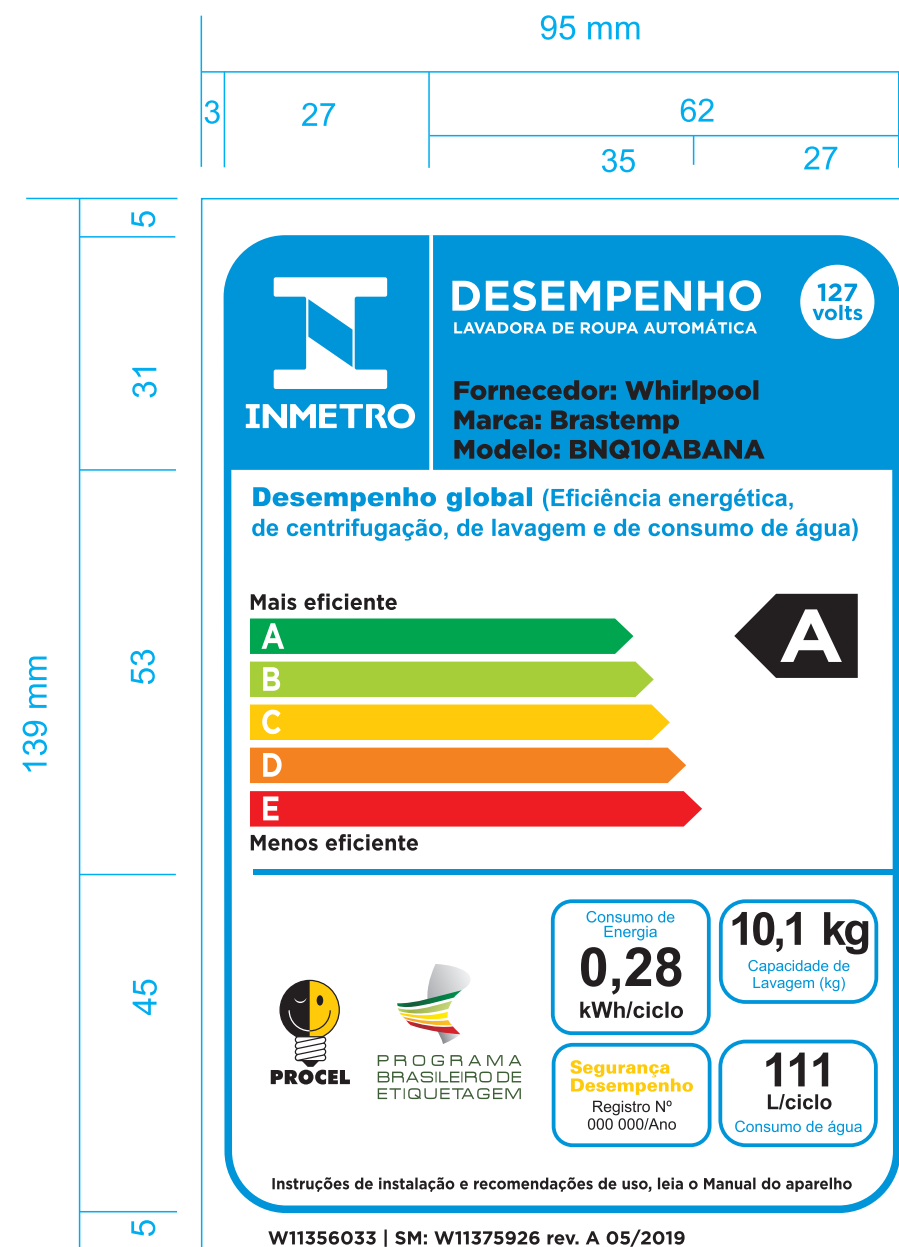 95 mm
3
27
62
35
27
5
31
53
139 mm
45
5
INMETRO
DESEMPENHO
LAVADORA DE ROUPA AUTOMÁTICA
127
volts
Fornecedor: Whirlpool
Marca: Brastemp
Modelo: BNQ10ABANA
Desempenho global (Eficiência energética,
de centrifugação, de lavagem e de consumo de água)
Mais eficiente
A
A
B
C
D
E
Menos eficiente
PROCEL
PROGRAMA
BRASILEIRO DE
ETIQUETAGEM
Consumo de
Energia
0,28
kWh/ciclo
10,1 kg
Capacidade de
Lavagem (kg)
Segurança
Desempenho
Registro Nº
000 000/Ano
111
L/ciclo
Consumo de água
Instruções de instalação e recomendações de uso, leia o Manual do aparelho
W11356033 | SM: W11375926 rev. A 05/2019